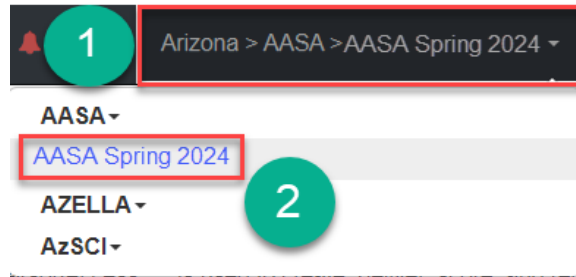 1
Arizona > AASA >AASA Spring 2024
AASA
AASA Spring 2024
2
AZELLA
AzSCI